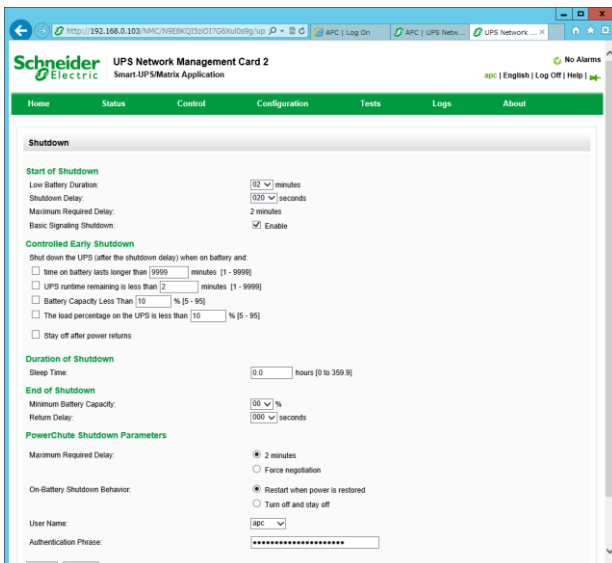 http://192.168.0.103/NMC/N9E8KQI5ziOI7G6Xul0s9g/up
APC | Log On
APC | UPS Netw...
UPS Network ...
Schneider Electric
UPS Network Management Card 2
Smart-UPS/Matrix Application
No Alarms
apc | English | Log Off | Help |
Home Status Control Configuration Tests Logs About
Shutdown
Start of Shutdown
Low Battery Duration: 02 minutes
Shutdown Delay: 020 seconds
Maximum Required Delay: 2 minutes
Basic Signaling Shutdown: Enable
Controlled Early Shutdown
Shut down the UPS (after the shutdown delay) when on battery and:
time on battery lasts longer than 9999 minutes [1 - 9999]
UPS runtime remaining is less than 2 minutes [1 - 9999]
Battery Capacity Less Than 10 % [5 - 95]
The load percentage on the UPS is less than 10 % [5 - 95]
Stay off after power returns
Duration of Shutdown
Sleep Time: 0.0 hours [0 to 359.9]
End of Shutdown
Minimum Battery Capacity: 00 %
Return Delay: 000 seconds
PowerChute Shutdown Parameters
Maximum Required Delay: 2 minutes
Force negotiation
On-Battery Shutdown Behavior: Restart when power is restored
Turn off and stay off
User Name: apc
Authentication Phrase: